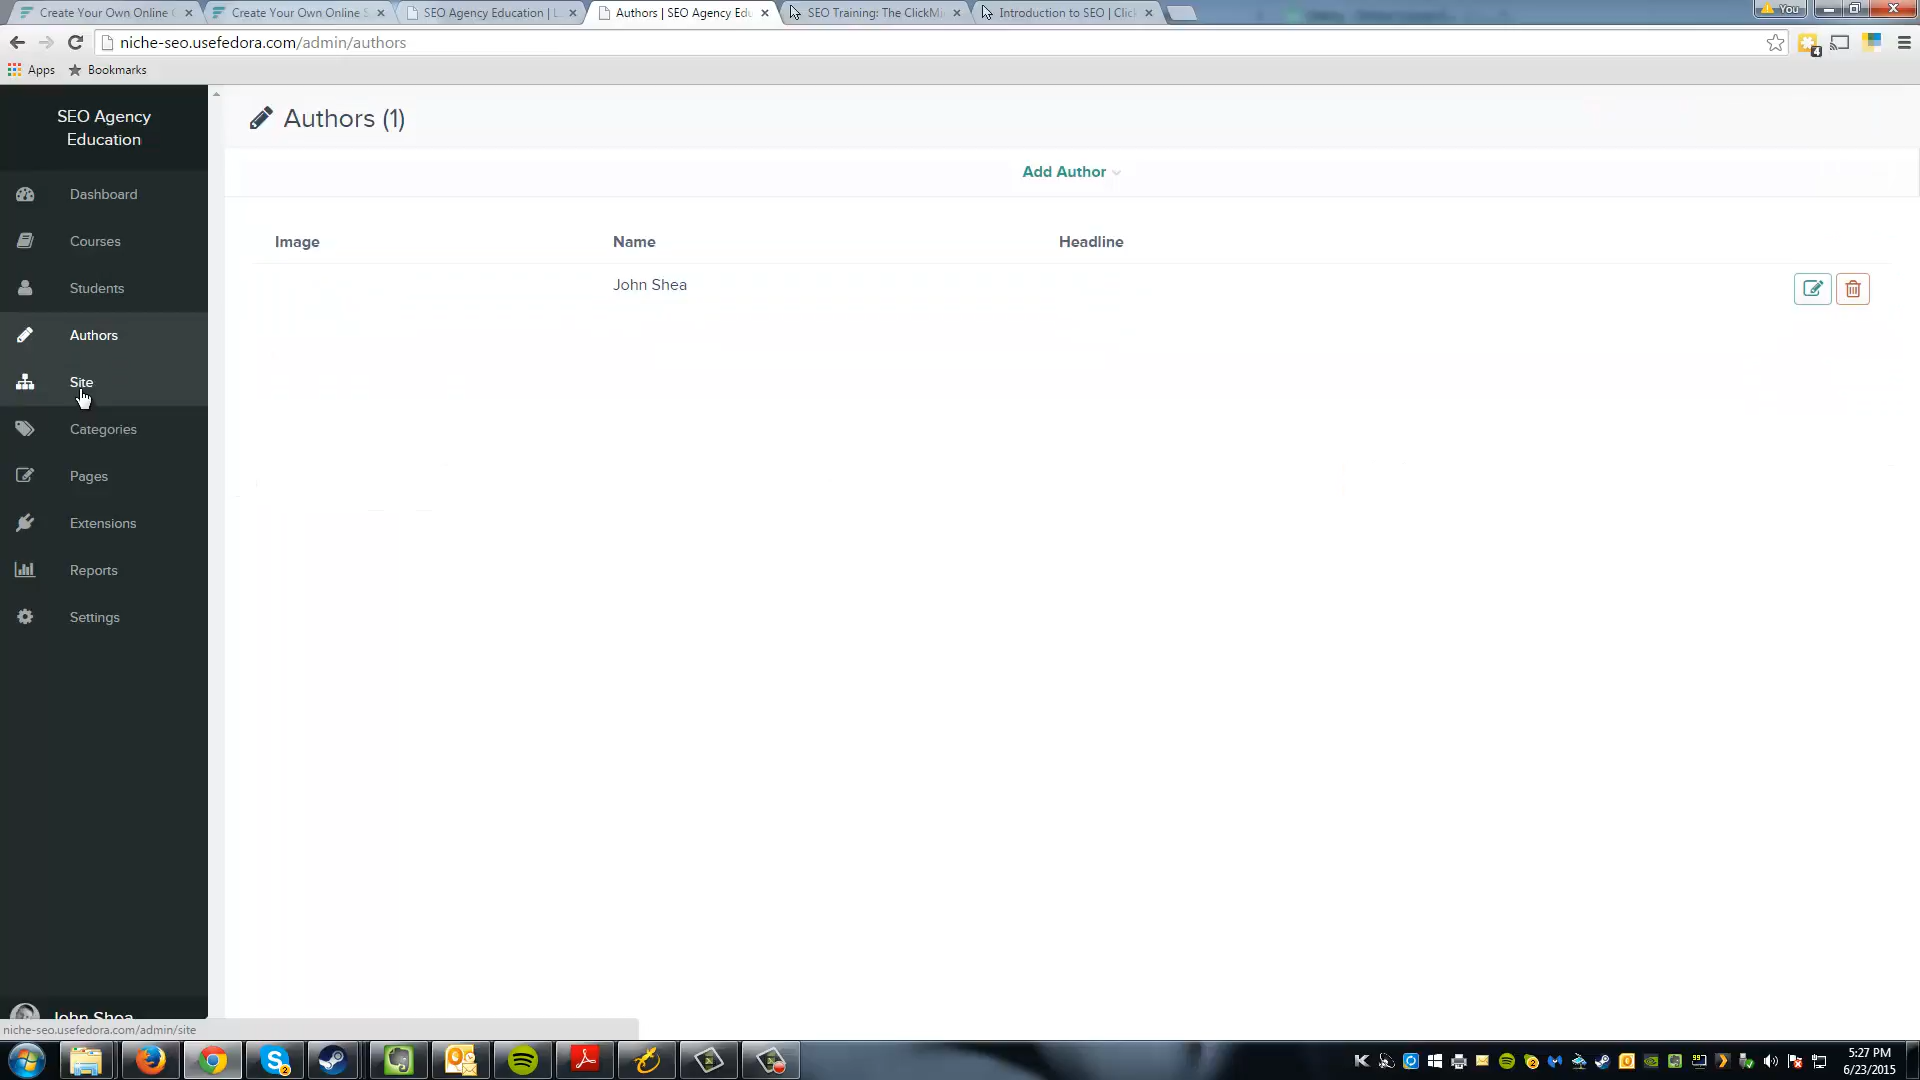 Create Your Own Online
Create Your Own Online S
SEO Agency Education | L
Authors | SEO Agency Edu
SEO Training: The ClickMi
Introduction to SEO | Click
You
niche-seo.usefedora.com/admin/authors
4
Apps
Bookmarks
SEO Agency
Education
Authors (1)
Add Author
Dashboard
Courses
Students
Authors
Site
Categories
Pages
Extensions
Reports
Settings
Image
Name
Headline
John Shea
John Shea
niche-seo.usefedora.com/admin/site
2
5:27 PM
6/23/2015